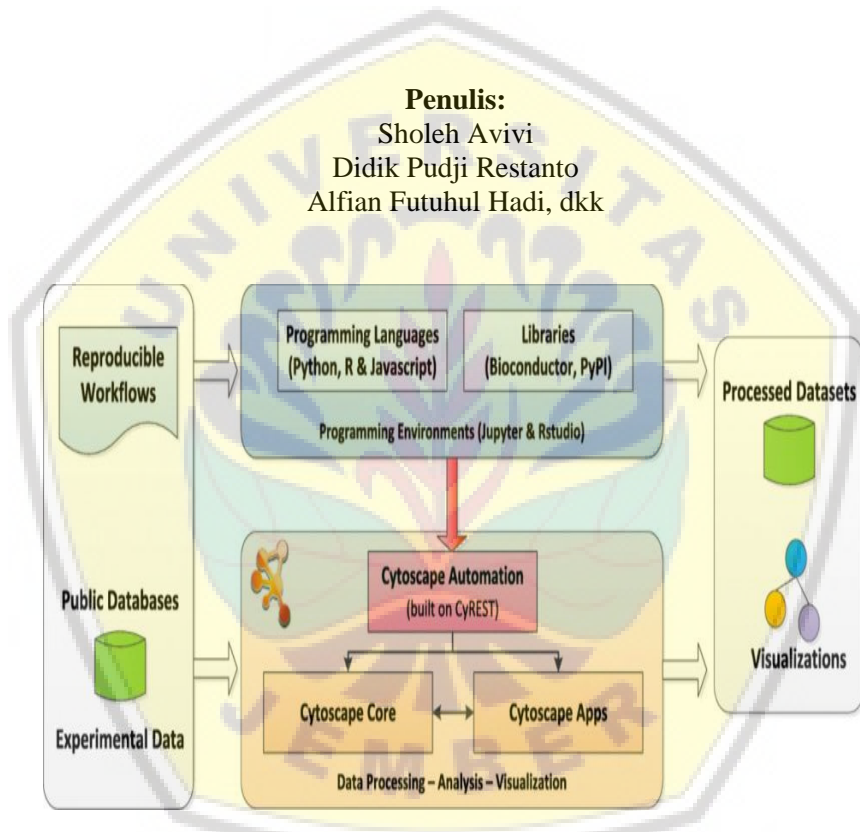 Penulis:
Sholeh Avivi
Didik Pudji Restanto
Alfian Futuhul Hadi, dkk
UNIVERSITAS
Reproducible
Workflows
Public Databases
Experimental Data
Programming Languages
(Python, R & Javascript)
Libraries
(Bioconductor, PyPI)
Programming Environments (Jupyter & Rstudio)
Cytoscape Automation
(built on CyREST)
Cytoscape Core
Cytoscape Apps
Data Processing – Analysis – Visualization
Processed Datasets
Visualizations
JEMBER